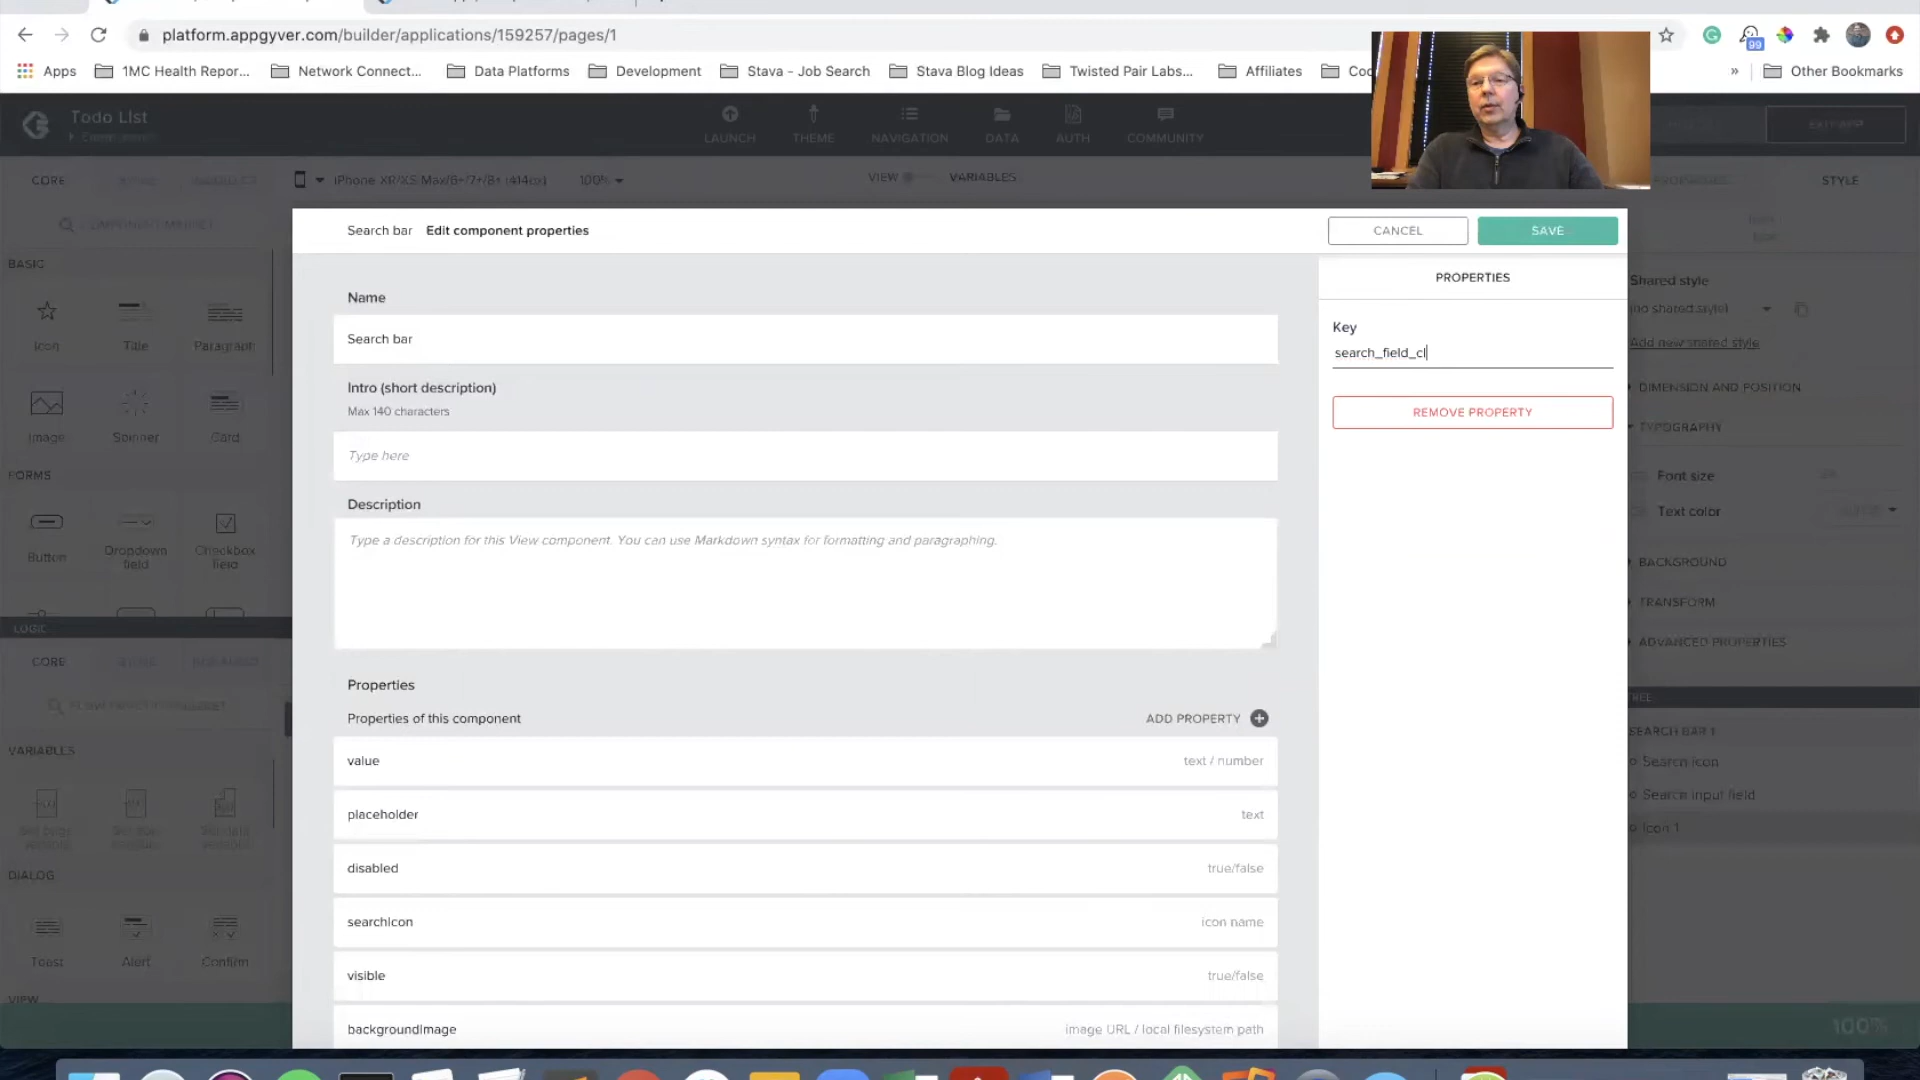 platform.appgyver.com/builder/applications/159257/pages/1
99
Apps
1MC Health Repor...
Network Connect...
Data Platforms
Development
Stava - Job Search
Stava Blog Ideas
Twisted Pair Labs...
Affiliates
Coc
»
Other Bookmarks
Todo List
LAUNCH
THEME
NAVIGATION
DATA
AUTH
COMMUNITY
EXIT APP
CORE
iPhone XR/XS Max/6+/7+/8+ (414px)
100%
VIEW
VARIABLES
PROPERTIES
STYLE
Search bar
Edit component properties
CANCEL
SAVE
BASIC
Icon
Title
Paragraph
Image
Spinner
Card
FORMS
Button
Dropdown field
Checkbox field
LOGIC
CORE
VARIABLES
DIALOG
Toast
Alert
Confirm
VIEW
Name
Search bar
Intro (short description)
Max 140 characters
Type here
Description
Type a description for this View component. You can use Markdown syntax for formatting and paragraphing.
Properties
Properties of this component
ADD PROPERTY
value
text / number
placeholder
text
disabled
true/false
searchIcon
icon name
visible
true/false
backgroundImage
image URL / local filesystem path
PROPERTIES
Key
search_field_cl
REMOVE PROPERTY
Shared style
(no shared style)
Add new shared style
DIMENSION AND POSITION
TYPOGRAPHY
Font size
Text color
BACKGROUND
TRANSFORM
ADVANCED PROPERTIES
TREE
SEARCH BAR 1
Search icon
Search input field
Icon 1
100%